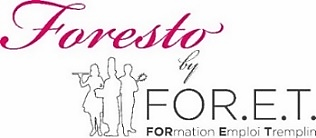 Foresto
by
FOR.E.T.
FORmation Emploi Tremplin